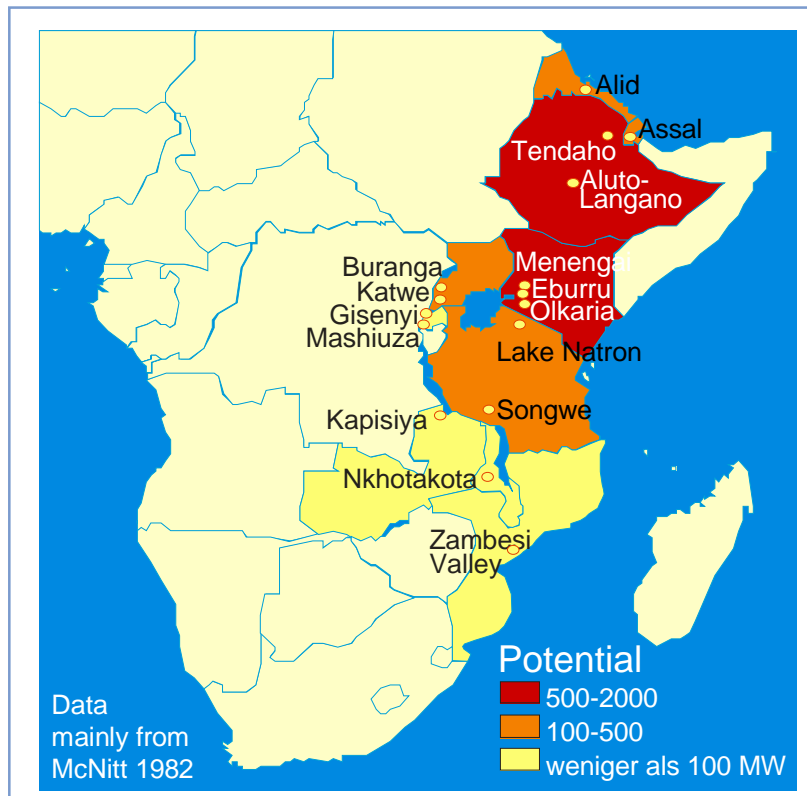 Alid
Assal
Tendaho
Aluto-
Langano
Buranga
Menengai
Katwe
Eburru
Gisenyi
Olkaria
Mashiuza
Lake Natron
Kapisiya
Songwe
Nkhotakota
Zambesi
Valley
Potential
500-2000
100-500
weniger als 100 MW
Data
mainly from
McNitt 1982